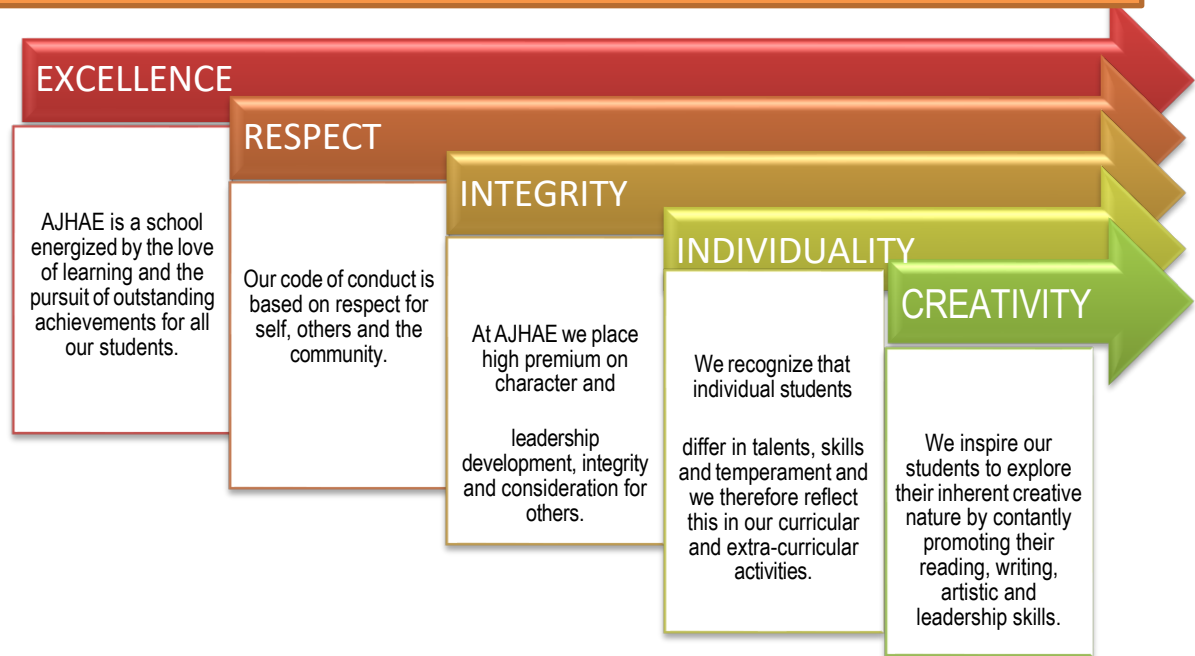 EXCELLENCE
AJHAE is a school
energized by the love
of learning and the
pursuit of outstanding
achievements for all
our students.
RESPECT
Our code of conduct is
based on respect for
self, others and the
community.
INTEGRITY
At AJHAE we place
high premium on
character and
leadership
development, integrity
and consideration for
others.
INDIVIDUALITY
We recognize that
individual students
differ in talents, skills
and temperament and
we therefore reflect
this in our curricular
and extra-curricular
activities.
CREATIVITY
We inspire our
students to explore
their inherent creative
nature by contantly
promoting their
reading, writing,
artistic and
leadership skills.